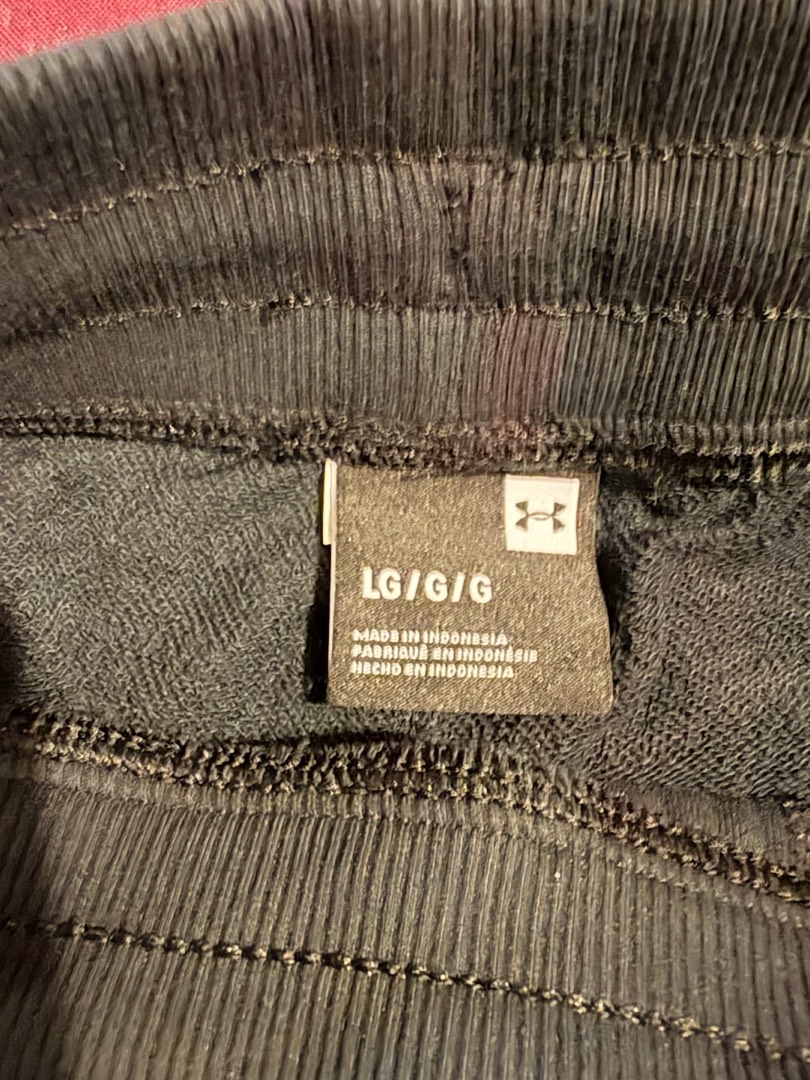 LG/G/G
MADE IN INDONESIA
FABRIQUÉ EN INDONÉSIE
HECHO EN INDONESIA